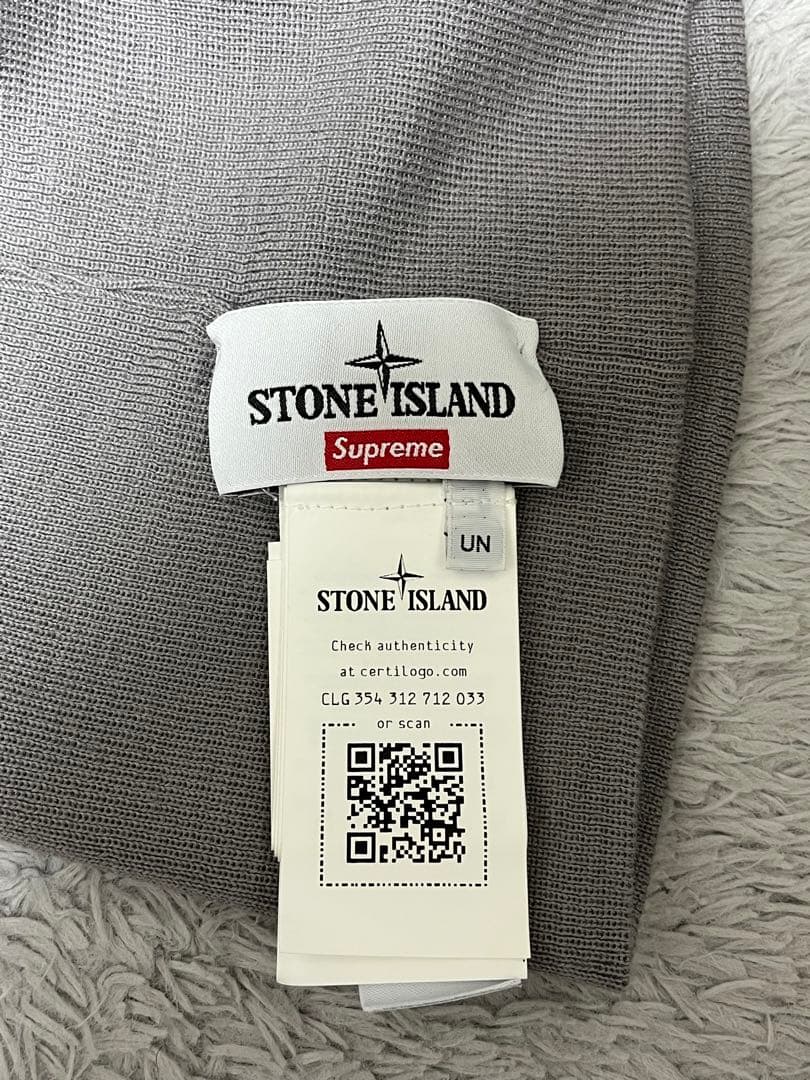 STONE ISLAND
Supreme
UN
STONE ISLAND
Check authenticity
at certilogo.com
CLG 354 312 712 033
or scan